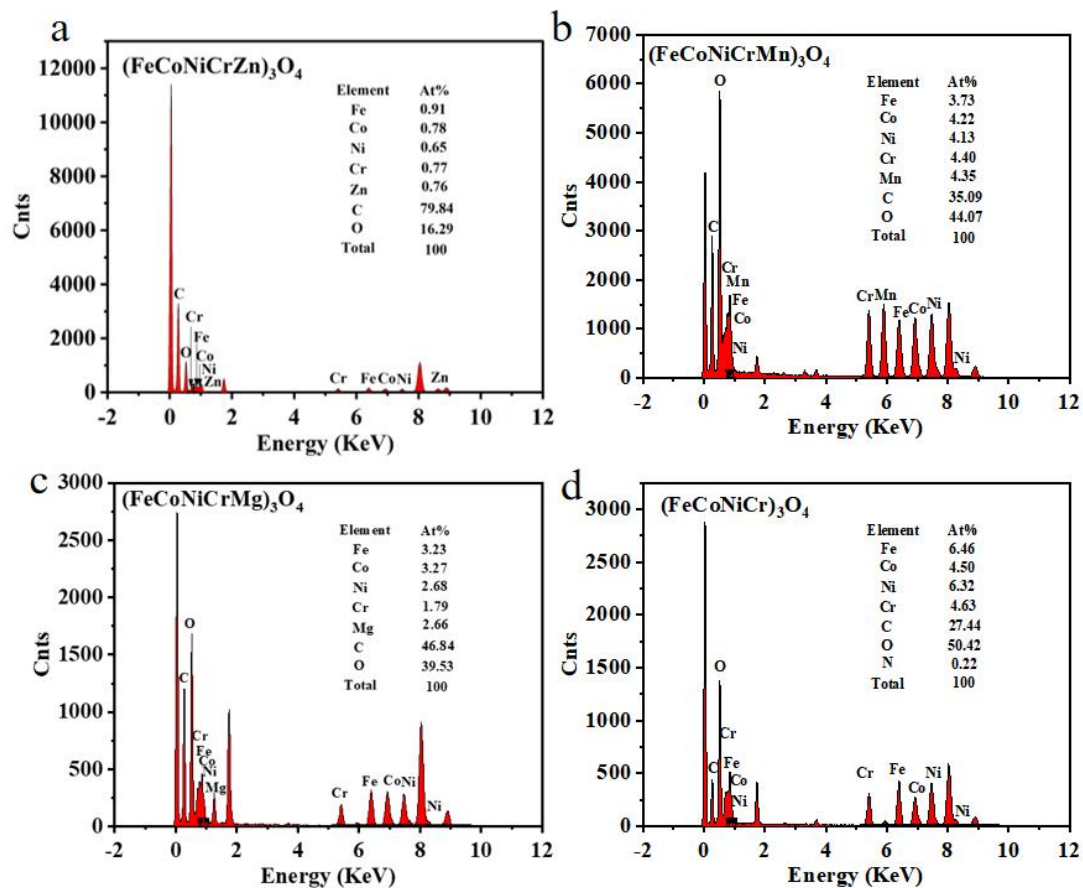 a
(FeCoNiCrZn)₃O₄
Element At%
Fe 0.91
Co 0.78
Ni 0.65
Cr 0.77
Zn 0.76
C 79.84
O 16.29
Total 100
12000
10000
8000
6000
4000
2000
0
Cnts
C
O
Cr
Fe
Co
Ni
Zn
Cr Fe Co Ni Zn
-2 0 2 4 6 8 10 12
Energy (KeV)
b
(FeCoNiCrMn)₃O₄
Element At%
Fe 3.73
Co 4.22
Ni 4.13
Cr 4.40
Mn 4.35
C 35.09
O 44.07
Total 100
7000
6000
5000
4000
3000
2000
1000
0
Cnts
O
C
Cr
Mn
Fe
Co
Ni
Cr Mn Fe Co Ni Ni
-2 0 2 4 6 8 10 12
Energy (KeV)
c
(FeCoNiCrMg)₃O₄
Element At%
Fe 3.23
Co 3.27
Ni 2.68
Cr 1.79
Mg 2.66
C 46.84
O 39.53
Total 100
3000
2500
2000
1500
1000
500
0
Cnts
O
C
Cr
Fe
Co
Ni
Mg
Cr Fe Co Ni Ni
-2 0 2 4 6 8 10 12
Energy (KeV)
d
(FeCoNiCr)₃O₄
Element At%
Fe 6.46
Co 4.50
Ni 6.32
Cr 4.63
C 27.44
O 50.42
N 0.22
Total 100
3000
2500
2000
1500
1000
500
0
Cnts
O
C
Cr
Fe
Co
Ni
Cr Fe Co Ni Ni
-2 0 2 4 6 8 10 12
Energy (KeV)